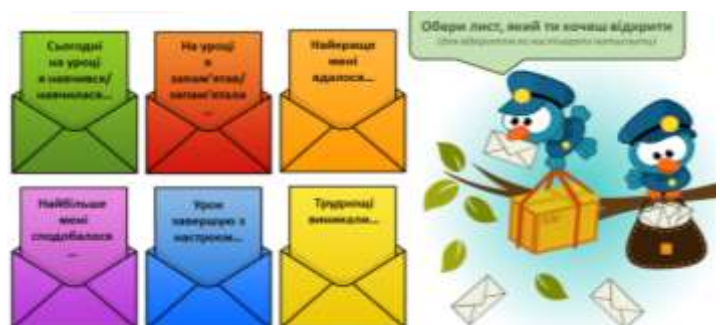 Сьогодні
на уроці
я навчився/
навчилася...
На уроці
я
запам'ятав/
запам'ятала
...
Найкраще
мені
вдалося...
Найбільше
мені
сподобалося
...
Урок
завершую з
настроєм...
Труднощі
виникали...
Обери лист, який ти хочеш відкрити